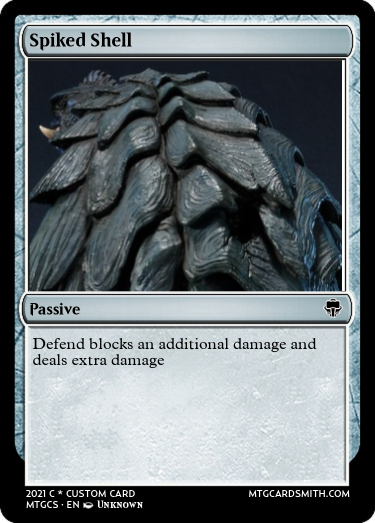 Spiked Shell
Passive
Defend blocks an additional damage and
deals extra damage
2021 C * CUSTOM CARD
MTGCARDSMITH.COM
MTGCS · EN Unknown